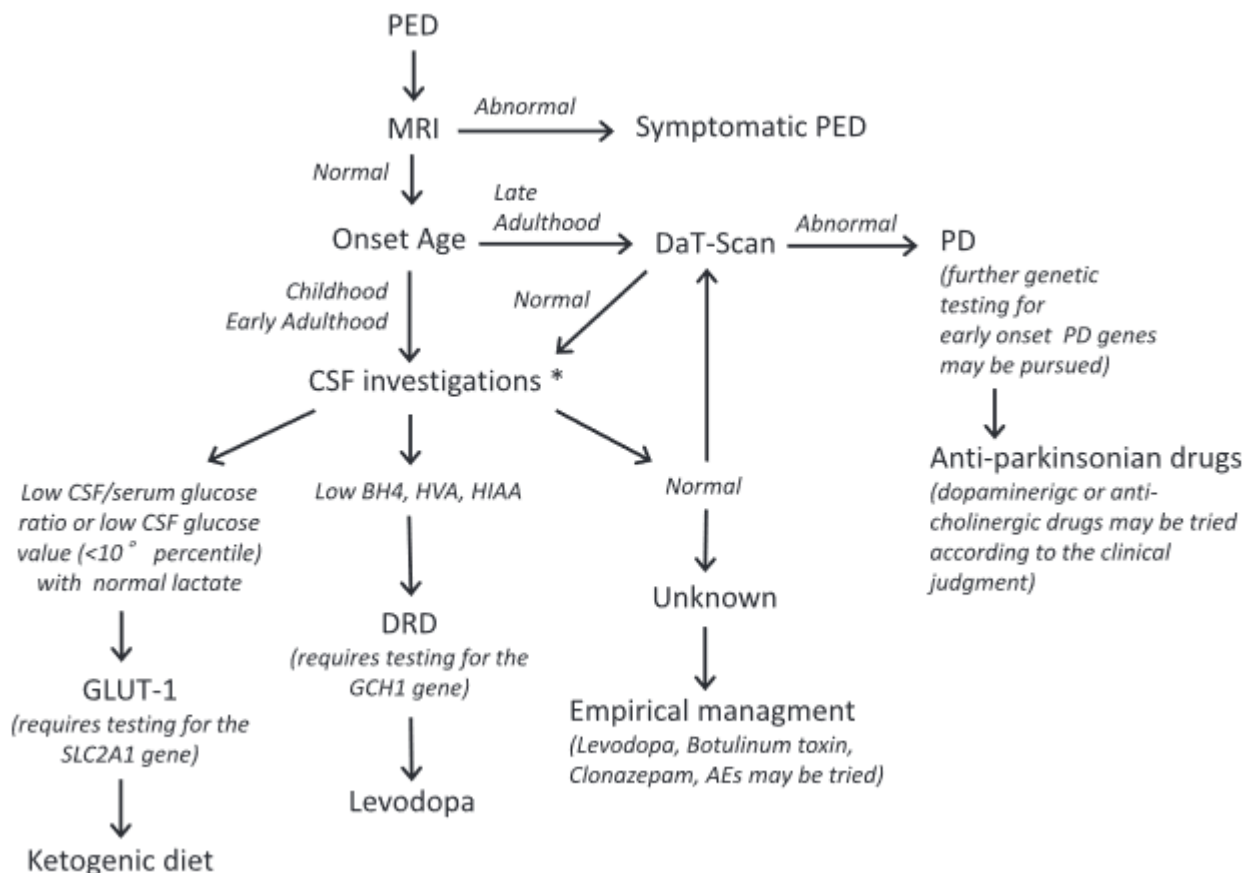 PED
Abnormal
MRI
Symptomatic PED
Normal
Late
Adulthood
Onset Age
DaT-Scan
Abnormal
PD
(further genetic
testing for
early onset PD genes
may be pursued)
Childhood
Early Adulthood
Normal
CSF investigations *
Anti-parkinsonian drugs
(dopaminerigc or anti-
cholinergic drugs may be tried
according to the clinical
judgment)
Low CSF/serum glucose
ratio or low CSF glucose
value (<10° percentile)
with normal lactate
Low BH4, HVA, HIAA
Normal
Unknown
DRD
(requires testing for the
GCH1 gene)
GLUT-1
(requires testing for the
SLC2A1 gene)
Empirical managment
(Levodopa, Botulinum toxin,
Clonazepam, AEs may be tried)
Levodopa
Ketogenic diet